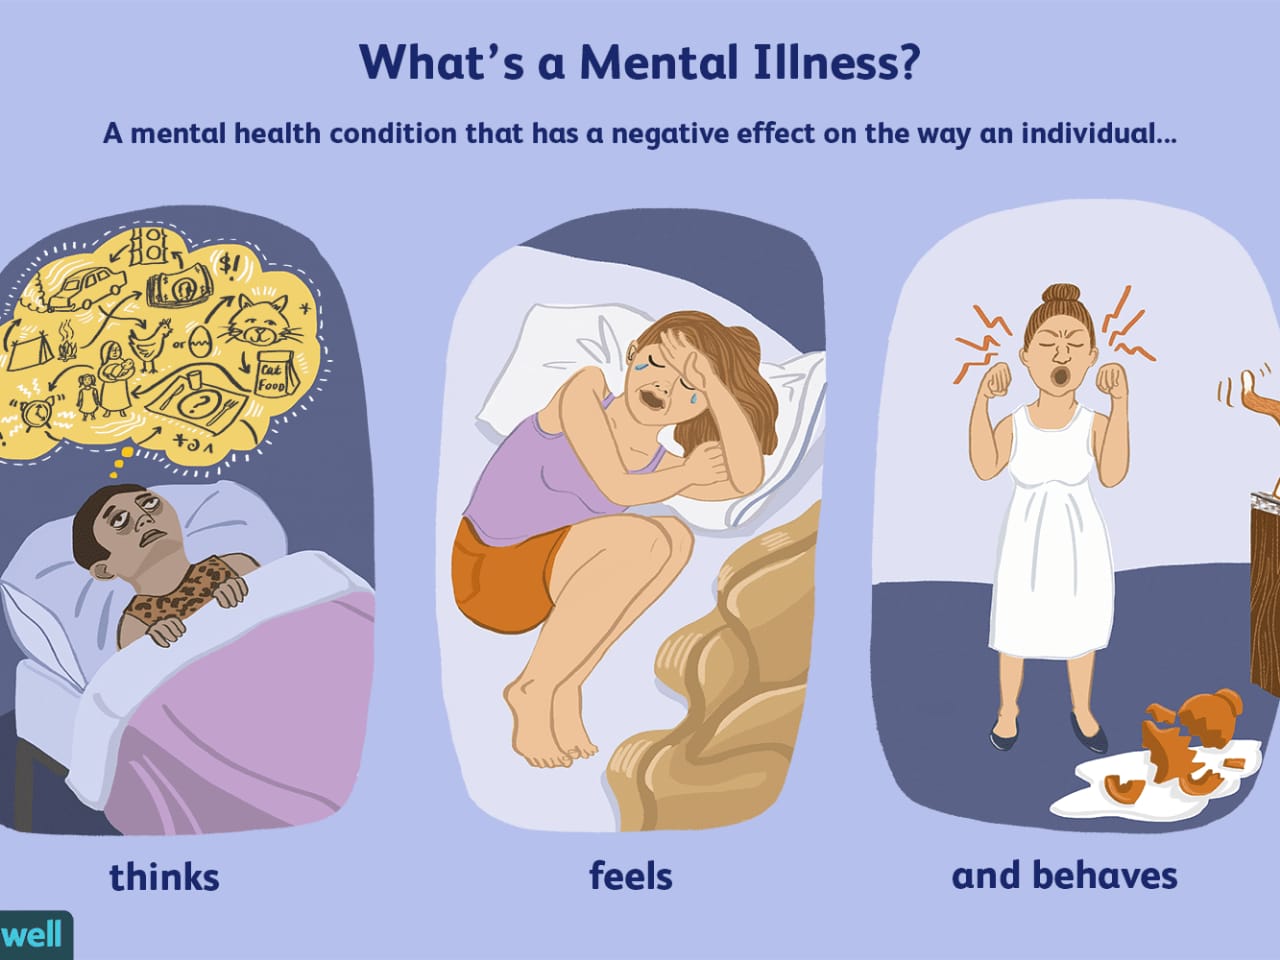 What's a Mental Illness?
A mental health condition that has a negative effect on the way an individual...
$!
or
Cat
Food
?
thinks
feels
and behaves
well